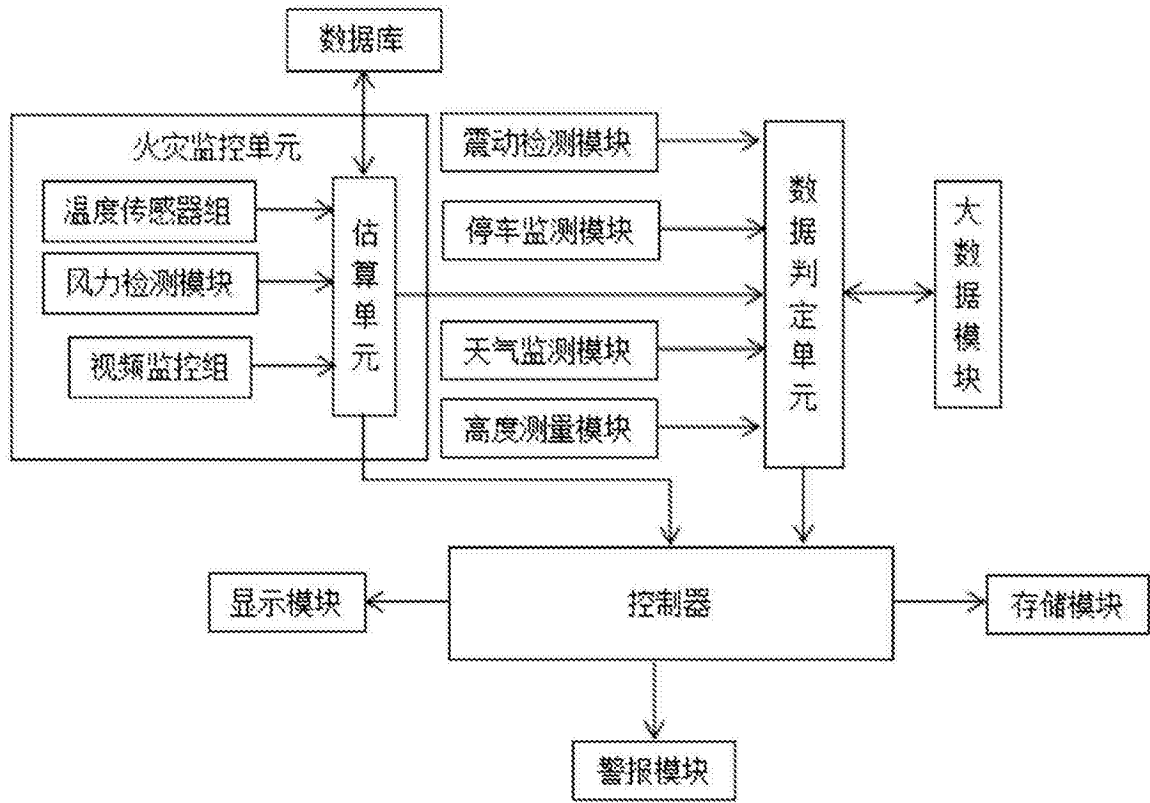 数据库
火灾监控单元
温度传感器组
风力检测模块
视频监控组
估算单元
震动检测模块
停车监测模块
天气监测模块
高度测量模块
数据判定单元
大数据模块
控制器
显示模块
存储模块
警报模块